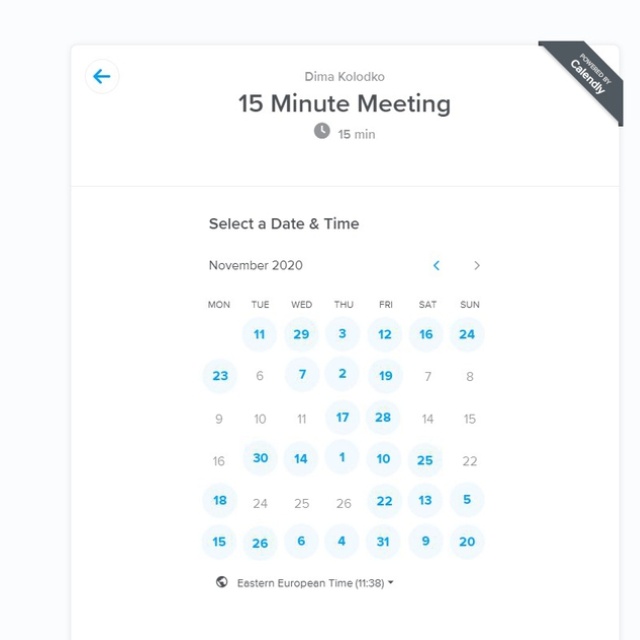 Dima Kolodko
15 Minute Meeting
15 min
POWERED BY
Calendly
Select a Date & Time
November 2020
MON TUE WED THU FRI SAT SUN
11 29 3 12 16 24
23 6 7 2 19 7 8
9 10 11 17 28 14 15
16 30 14 1 10 25 22
18 24 25 26 22 13 5
15 26 6 4 31 9 20
Eastern European Time (11:38)